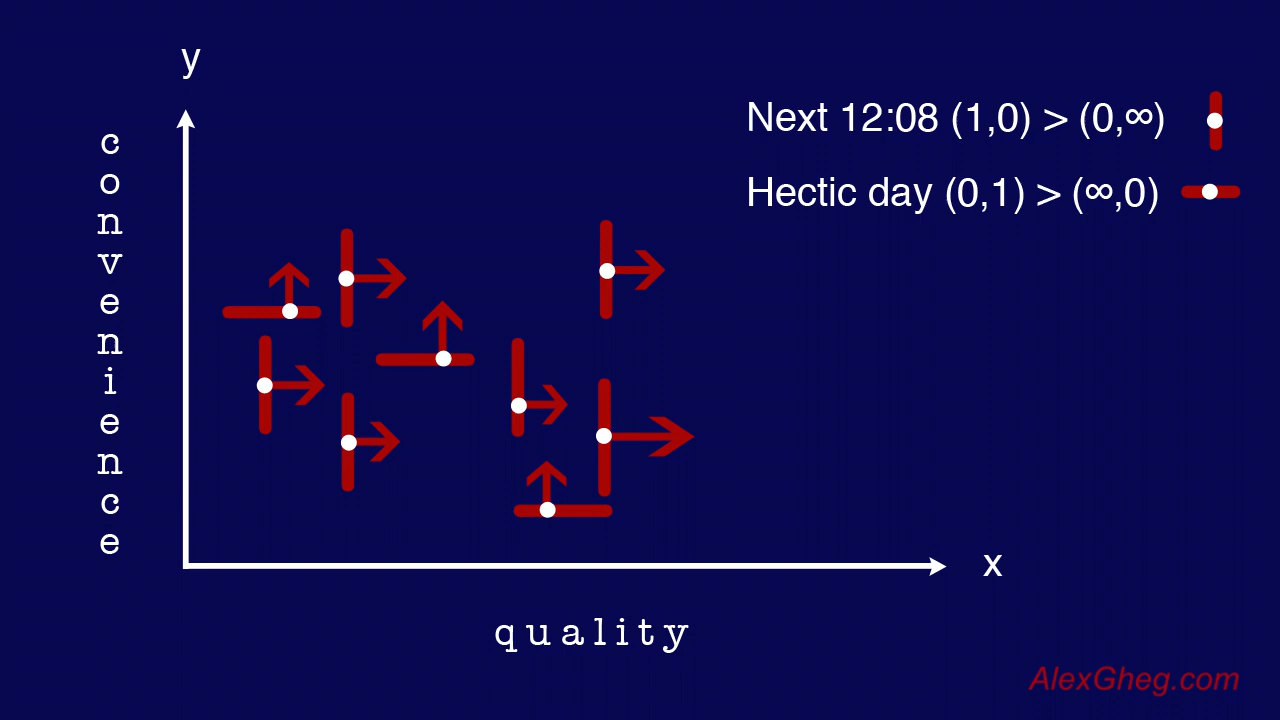 y
convenience
Next 12:08 (1,0) > (0,∞)
Hectic day (0,1) > (∞,0)
x
quality
AlexGheg.com